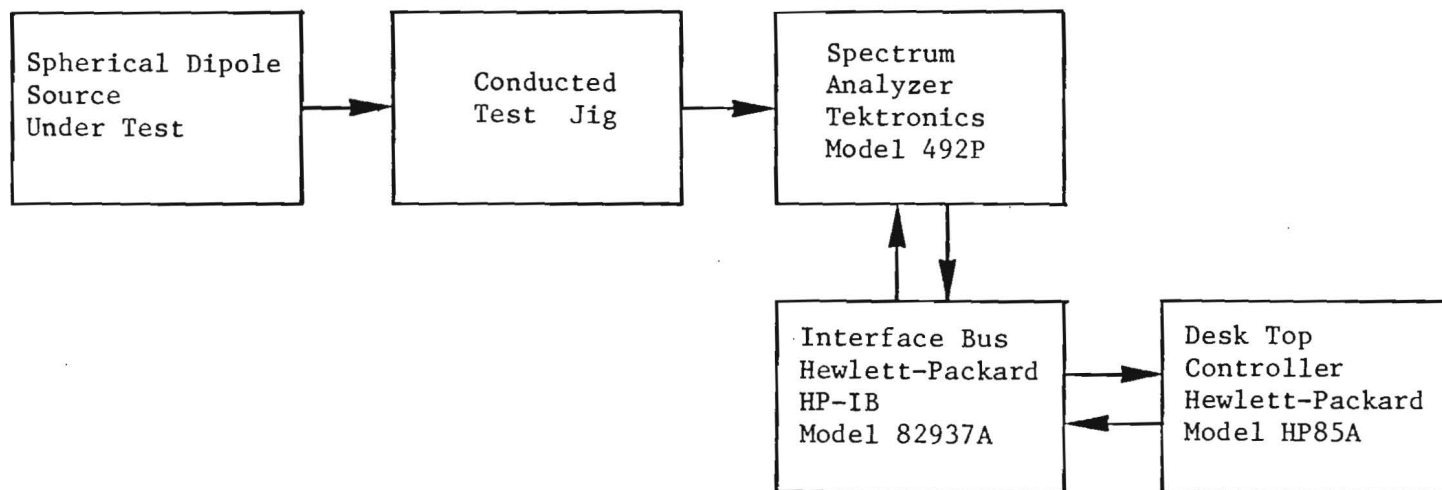 Spherical Dipole
Source
Under Test
Conducted
Test Jig
Spectrum
Analyzer
Tektronics
Model 492P
Interface Bus
Hewlett-Packard
HP-IB
Model 82937A
Desk Top
Controller
Hewlett-Packard
Model HP85A